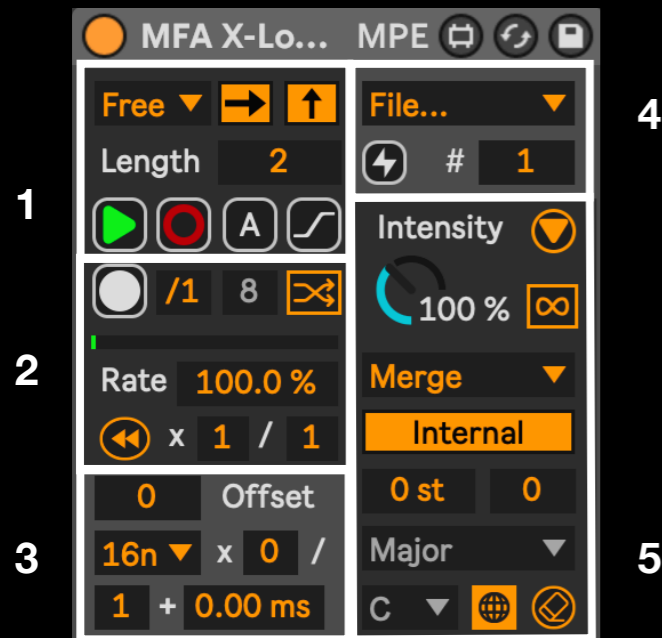 MFA X-Lo... MPE
Free
Length 2
A
1
/1 8
Rate 100.0 %
x 1 / 1
2
0 Offset
16n x 0 /
1 + 0.00 ms
3
File...
# 1
4
Intensity
100 %
Merge
Internal
0 st 0
Major
C
5